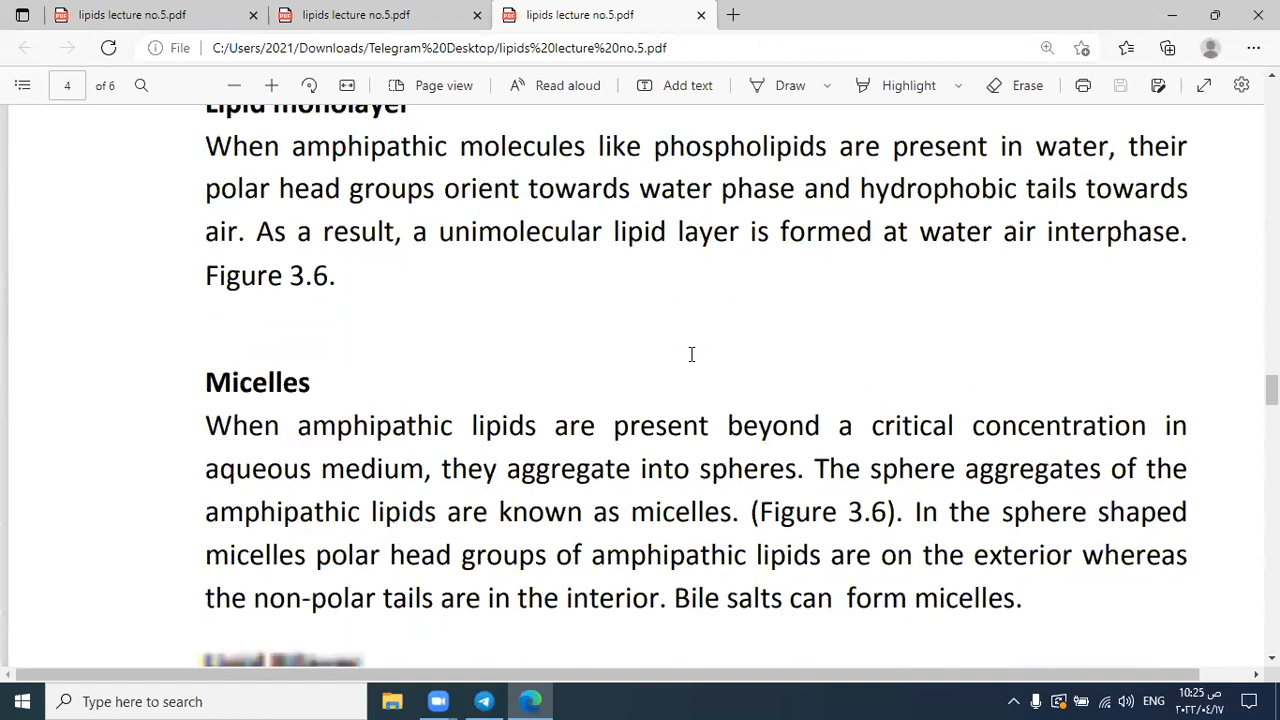 lipids lecture no.5.pdf
lipids lecture no.5.pdf
lipids lecture no.5.pdf
File
C:/Users/2021/Downloads/Telegram%20Desktop/lipids%20lecture%20no.5.pdf
4 of 6
Page view
Read aloud
Add text
Draw
Highlight
Erase
Lipid monolayer
When amphipathic molecules like phospholipids are present in water, their
polar head groups orient towards water phase and hydrophobic tails towards
air. As a result, a unimolecular lipid layer is formed at water air interphase.
Figure 3.6.
Micelles
When amphipathic lipids are present beyond a critical concentration in
aqueous medium, they aggregate into spheres. The sphere aggregates of the
amphipathic lipids are known as micelles. (Figure 3.6). In the sphere shaped
micelles polar head groups of amphipathic lipids are on the exterior whereas
the non-polar tails are in the interior. Bile salts can form micelles.
Type here to search
ENG
10:25 ص
٢٠٢٢/٠٤/١٧